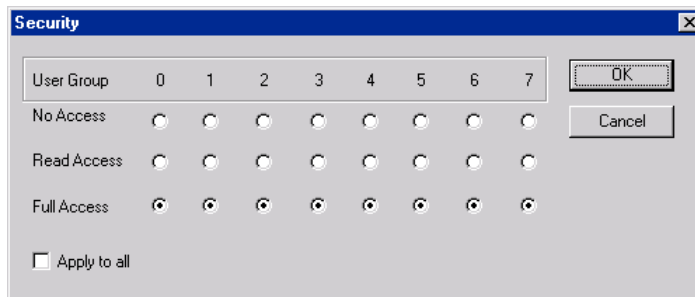 Security
User Group 0 1 2 3 4 5 6 7
OK
No Access
Cancel
Read Access
Full Access
Apply to all